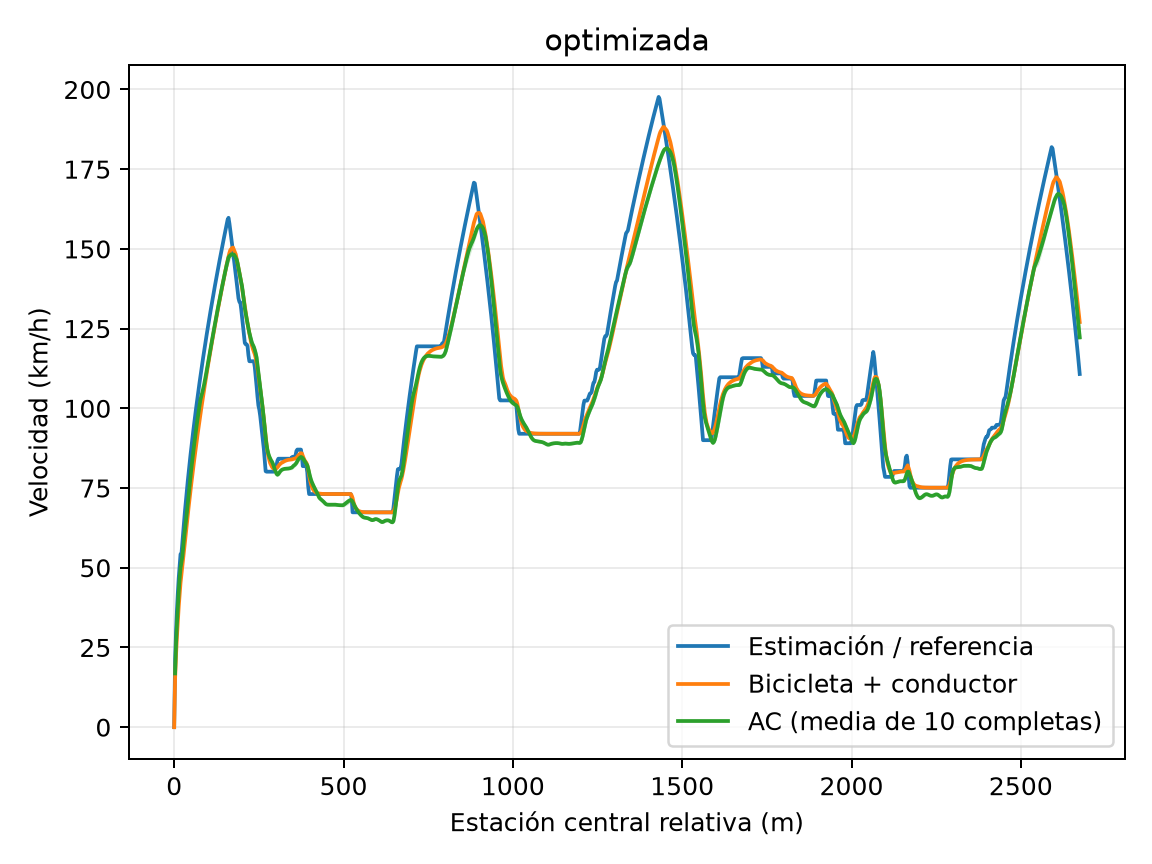 optimizada
Velocidad (km/h)
200
175
150
125
100
75
50
25
0
0 500 1000 1500 2000 2500
Estación central relativa (m)
Estimación / referencia
Bicicleta + conductor
AC (media de 10 completas)